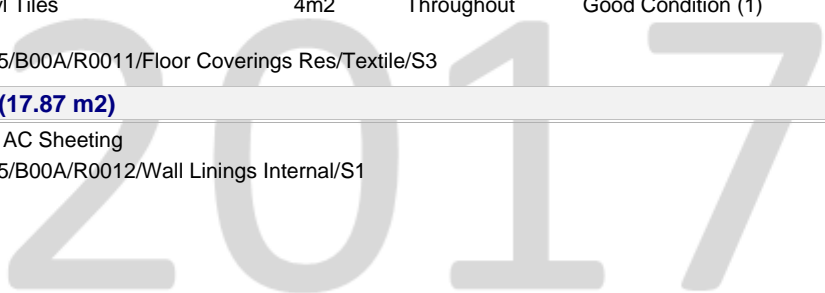 yl Tiles 4m2 Throughout Good Condition (1)
5/B00A/R0011/Floor Coverings Res/Textile/S3
(17.87 m2)
AC Sheeting
5/B00A/R0012/Wall Linings Internal/S1
2017